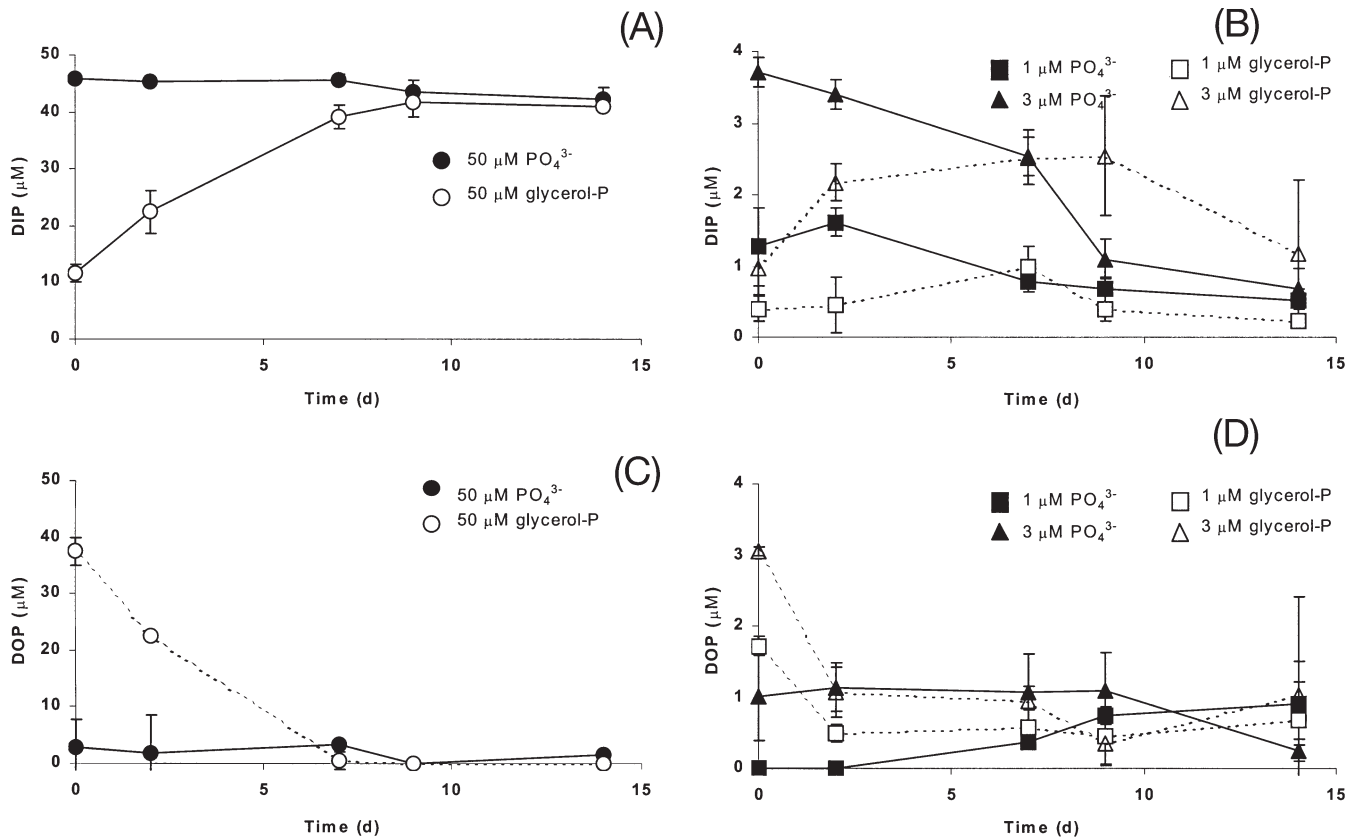 (A)
50
40
30
20
10
0
DIP (µM)
50 µM PO₄³⁻
50 µM glycerol-P
0 5 10 15
Time (d)
(B)
4
3
2
1
0
DIP (µM)
1 µM PO₄³⁻ 1 µM glycerol-P
3 µM PO₄³⁻ 3 µM glycerol-P
0 5 10 15
Time (d)
(C)
50
40
30
20
10
0
DOP (µM)
50 µM PO₄³⁻
50 µM glycerol-P
0 5 10 15
Time (d)
(D)
4
3
2
1
0
DOP (µM)
1 µM PO₄³⁻ 1 µM glycerol-P
3 µM PO₄³⁻ 3 µM glycerol-P
0 5 10 15
Time (d)